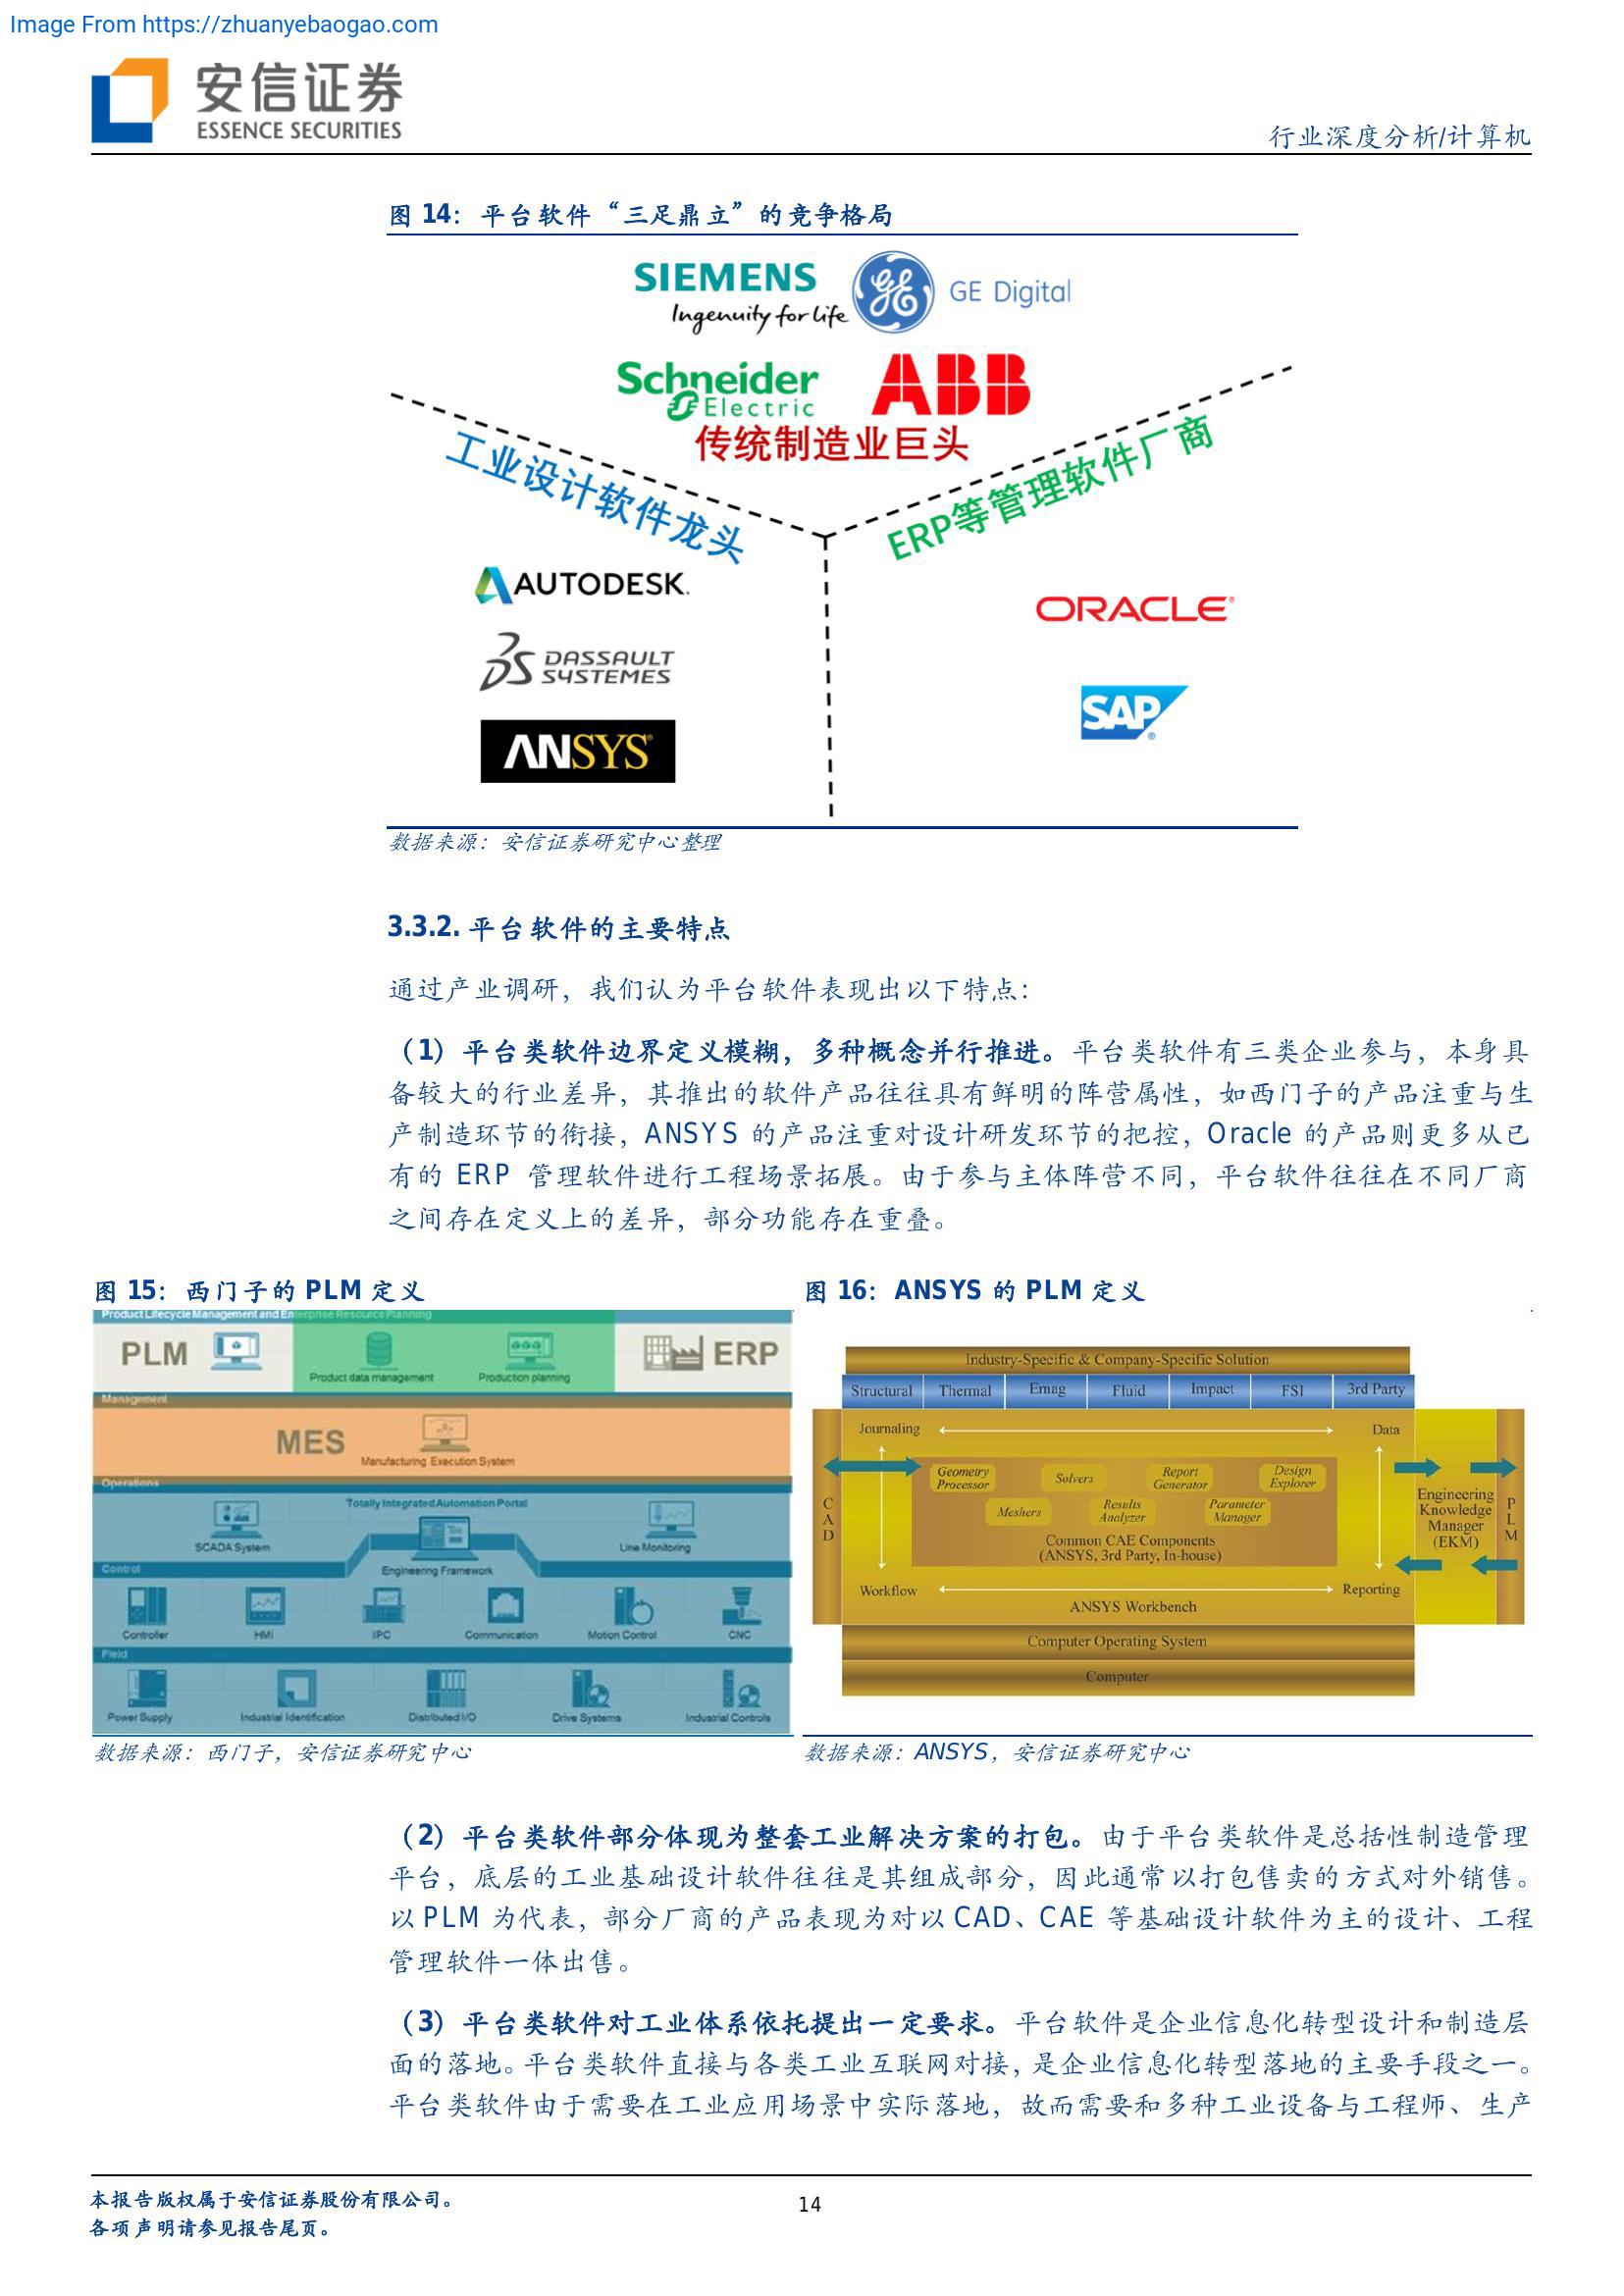 Image From https://zhuanyebaogao.com
安信证券
ESSENCE SECURITIES
行业深度分析/计算机
图 14：平台软件“三足鼎立”的竞争格局
SIEMENS
Ingenuity for life
GE Digital
Schneider
Electric
ABB
传统制造业巨头
工业设计软件龙头
ERP等管理软件厂商
AUTODESK.
ORACLE®
DASSAULT
SYSTEMES
SAP®
ANSYS®
数据来源：安信证券研究中心整理
3.3.2. 平台软件的主要特点
通过产业调研，我们认为平台软件表现出以下特点：
（1）平台类软件边界定义模糊，多种概念并行推进。平台类软件有三类企业参与，本身具
备较大的行业差异，其推出的软件产品往往具有鲜明的阵营属性，如西门子的产品注重与生
产制造环节的衔接，ANSYS 的产品注重对设计研发环节的把控，Oracle 的产品则更多从已
有的 ERP 管理软件进行工程场景拓展。由于参与主体阵营不同，平台软件往往在不同厂商
之间存在定义上的差异，部分功能存在重叠。
图 15：西门子的 PLM 定义
Product Lifecycle Management and Enterprise Resource Planning
PLM
Product data management
Production planning
ERP
Management
MES
Manufacturing Execution System
Operations
Totally Integrated Automation Portal
SCADA System
Line Monitoring
Engineering Framework
Control
Controller
HMI
IPC
Communication
Motion Control
CNC
Field
Power Supply
Industrial Identification
Distributed I/O
Drive Systems
Industrial Controls
数据来源：西门子，安信证券研究中心
图 16：ANSYS 的 PLM 定义
Industry-Specific & Company-Specific Solution
Structural
Thermal
Emag
Fluid
Impact
FSI
3rd Party
Journaling
Data
Geometry
Processor
Solvers
Report
Generator
Design
Explorer
Meshers
Results
Analyzer
Parameter
Manager
Common CAE Components
(ANSYS, 3rd Party, In-house)
CAD
Engineering
Knowledge
Manager
(EKM)
PLM
Workflow
Reporting
ANSYS Workbench
Computer Operating System
Computer
数据来源：ANSYS，安信证券研究中心
（2）平台类软件部分体现为整套工业解决方案的打包。由于平台类软件是总括性制造管理
平台，底层的工业基础设计软件往往是其组成部分，因此通常以打包售卖的方式对外销售。
以 PLM 为代表，部分厂商的产品表现为对以 CAD、CAE 等基础设计软件为主的设计、工程
管理软件一体出售。
（3）平台类软件对工业体系依托提出一定要求。平台软件是企业信息化转型设计和制造层
面的落地。平台类软件直接与各类工业互联网对接，是企业信息化转型落地的主要手段之一。
平台类软件由于需要在工业应用场景中实际落地，故而需要和多种工业设备与工程师、生产
本报告版权属于安信证券股份有限公司。
各项声明请参见报告尾页。
14